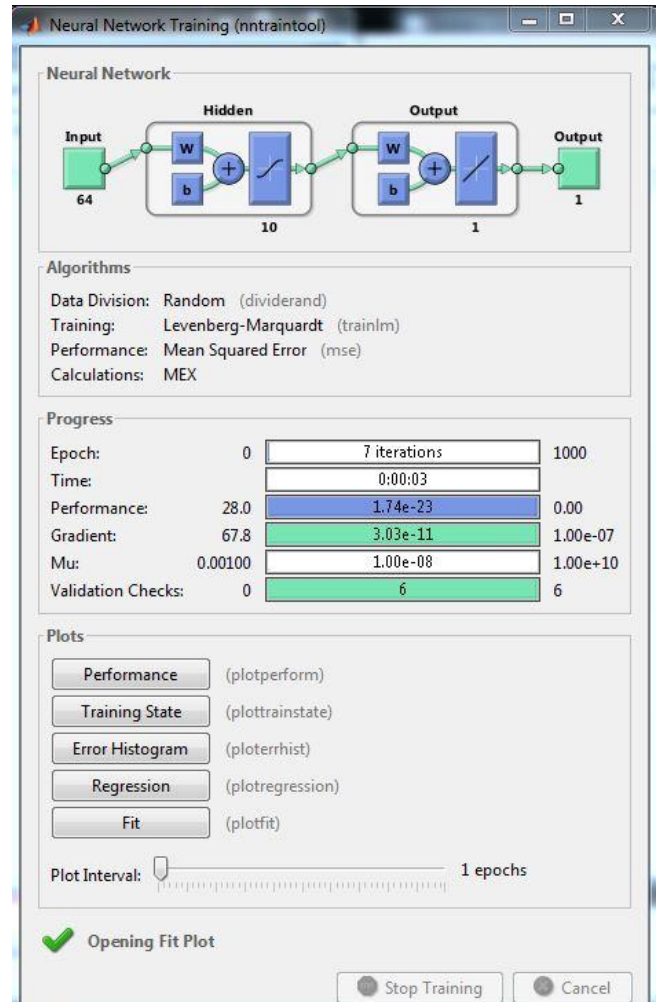 Neural Network Training (nntraintool)
Neural Network
Hidden Output
Input Output
W W
+ +
b b
64 10 1 1
Algorithms
Data Division: Random (dividerand)
Training: Levenberg-Marquardt (trainlm)
Performance: Mean Squared Error (mse)
Calculations: MEX
Progress
Epoch: 0 7 iterations 1000
Time: 0:00:03
Performance: 28.0 1.74e-23 0.00
Gradient: 67.8 3.03e-11 1.00e-07
Mu: 0.00100 1.00e-08 1.00e+10
Validation Checks: 0 6 6
Plots
Performance (plotperform)
Training State (plottrainstate)
Error Histogram (ploterrhist)
Regression (plotregression)
Fit (plotfit)
Plot Interval: 1 epochs
Opening Fit Plot
Stop Training Cancel